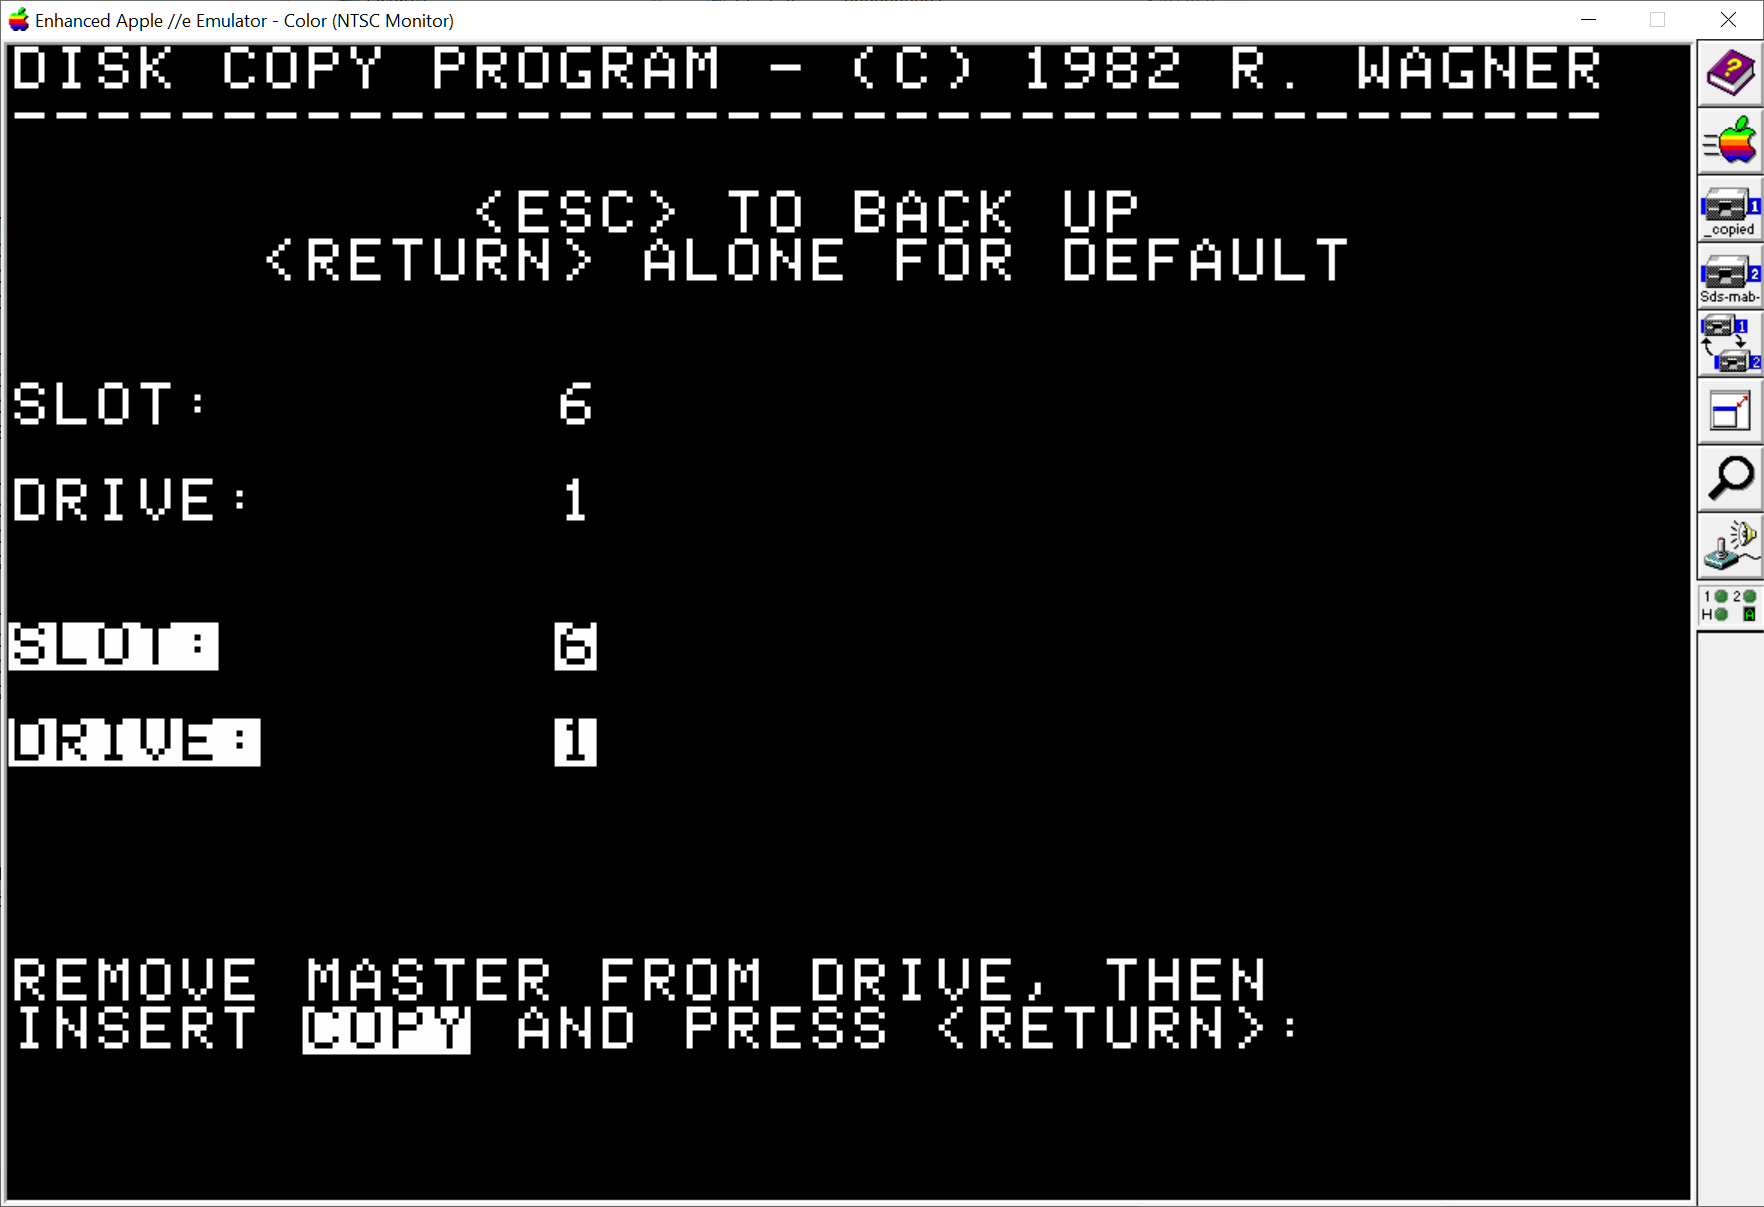 Enhanced Apple //e Emulator - Color (NTSC Monitor)
DISK COPY PROGRAM - (C) 1982 R. WAGNER
--------------------------------------
<ESC> TO BACK UP
<RETURN> ALONE FOR DEFAULT
SLOT: 6
DRIVE: 1
SLOT: 6
DRIVE: 1
REMOVE MASTER FROM DRIVE, THEN
INSERT COPY AND PRESS <RETURN>:
?
1
_copied
2
Sds-mab-
1
2
1 2
H A